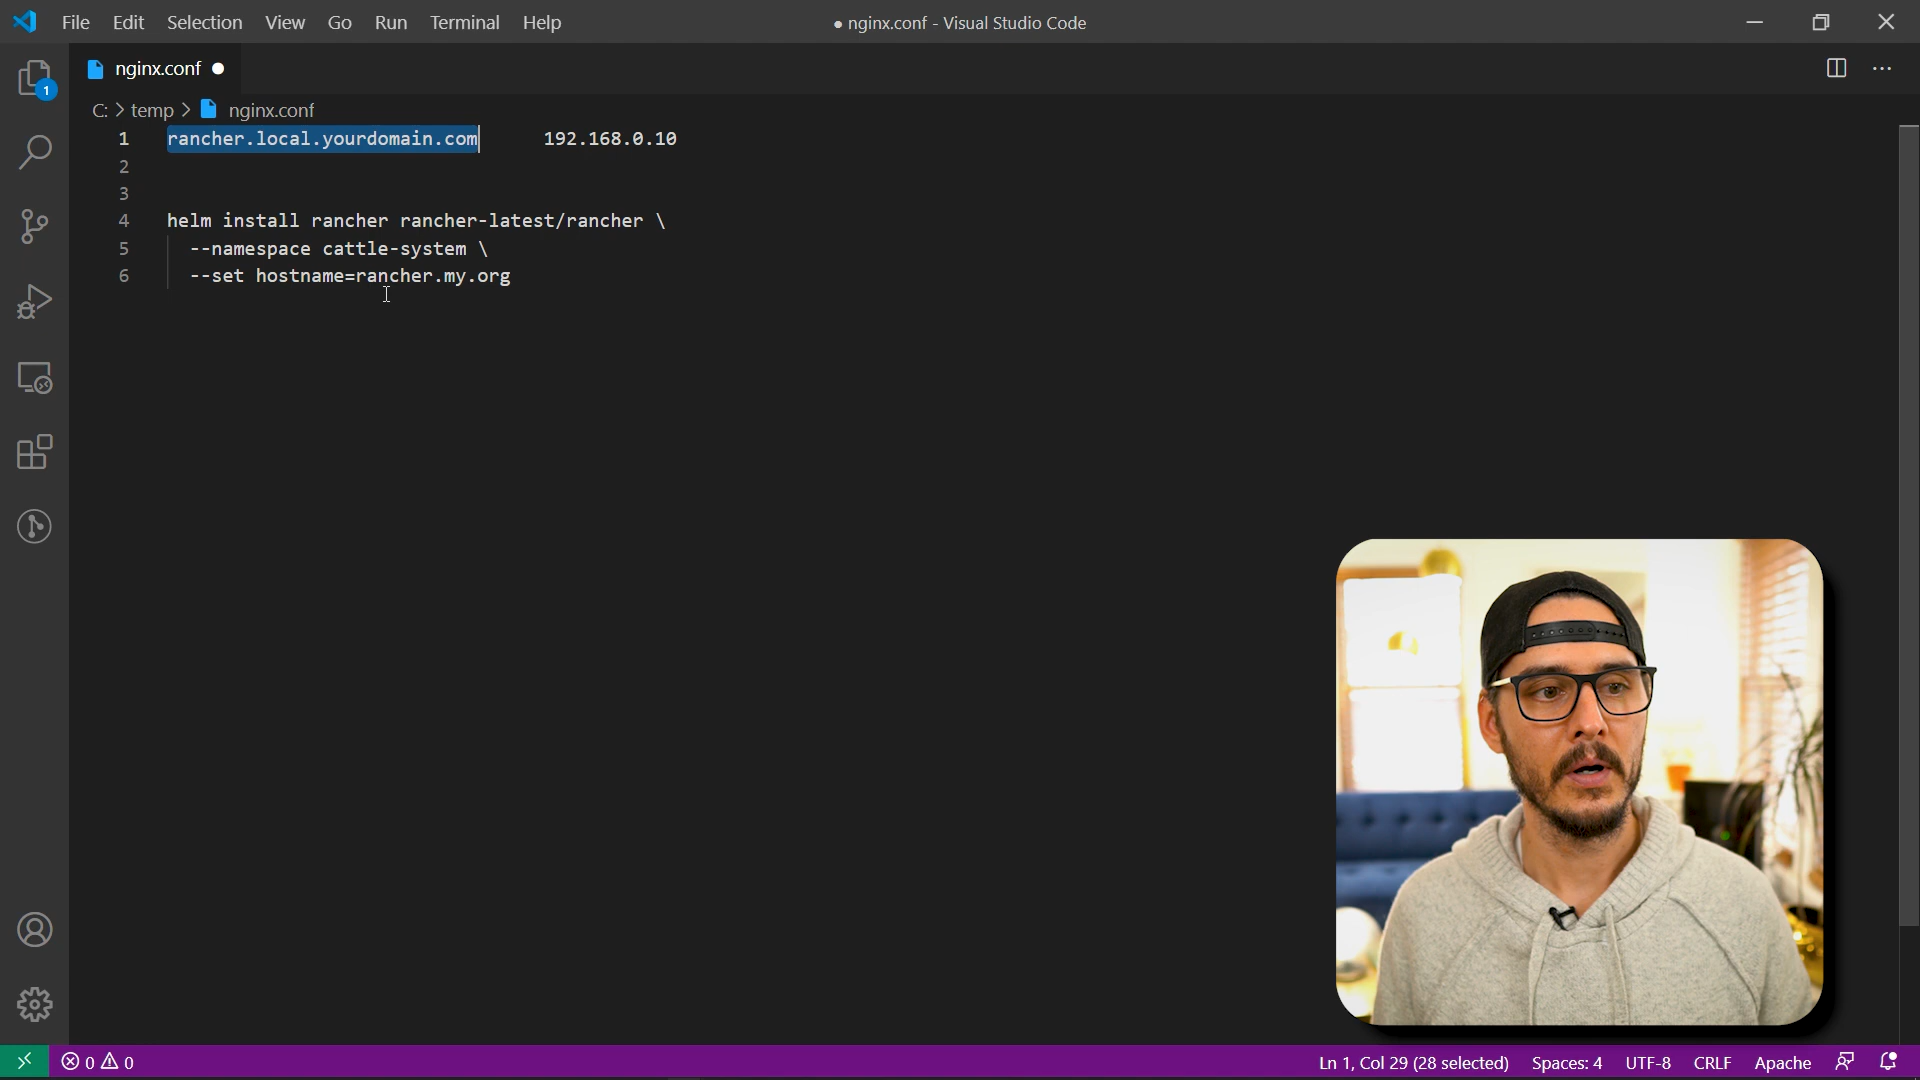 File Edit Selection View Go Run Terminal Help
● nginx.conf - Visual Studio Code
1
nginx.conf
C: > temp > nginx.conf
1 rancher.local.yourdomain.com 192.168.0.10
2
3
4 helm install rancher rancher-latest/rancher \
5 --namespace cattle-system \
6 --set hostname=rancher.my.org
0 0 Ln 1, Col 29 (28 selected) Spaces: 4 UTF-8 CRLF Apache